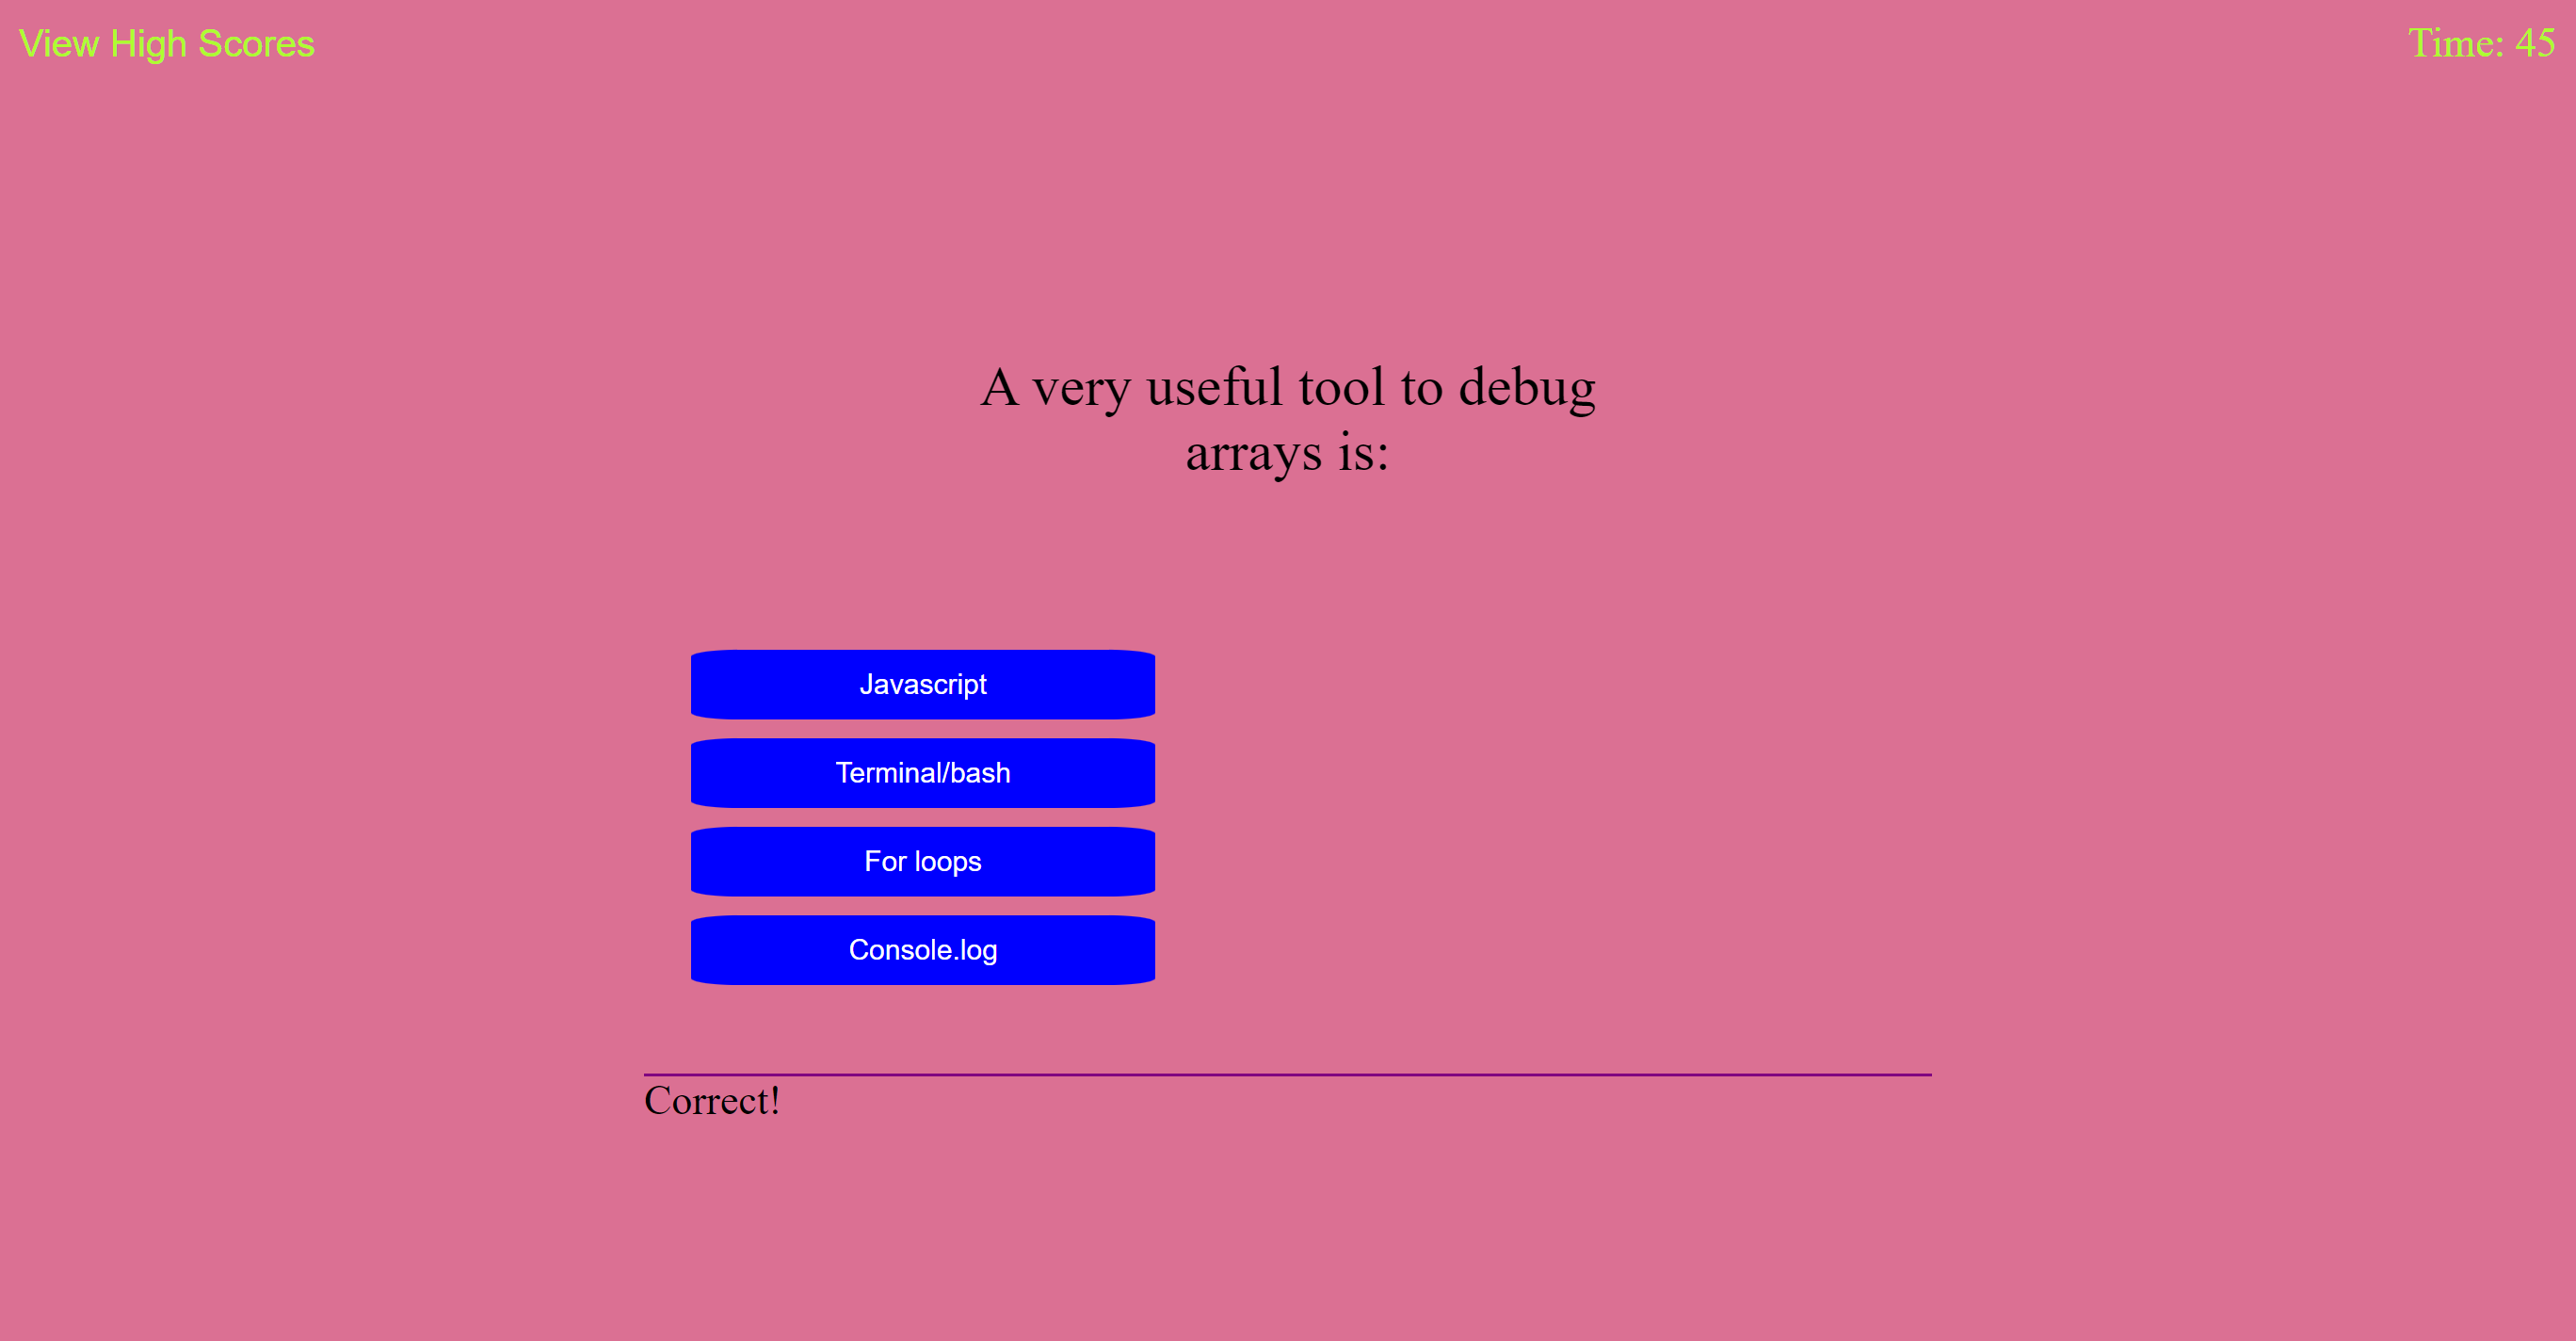 View High Scores
Time: 45
A very useful tool to debug
arrays is:
Javascript
Terminal/bash
For loops
Console.log
Correct!